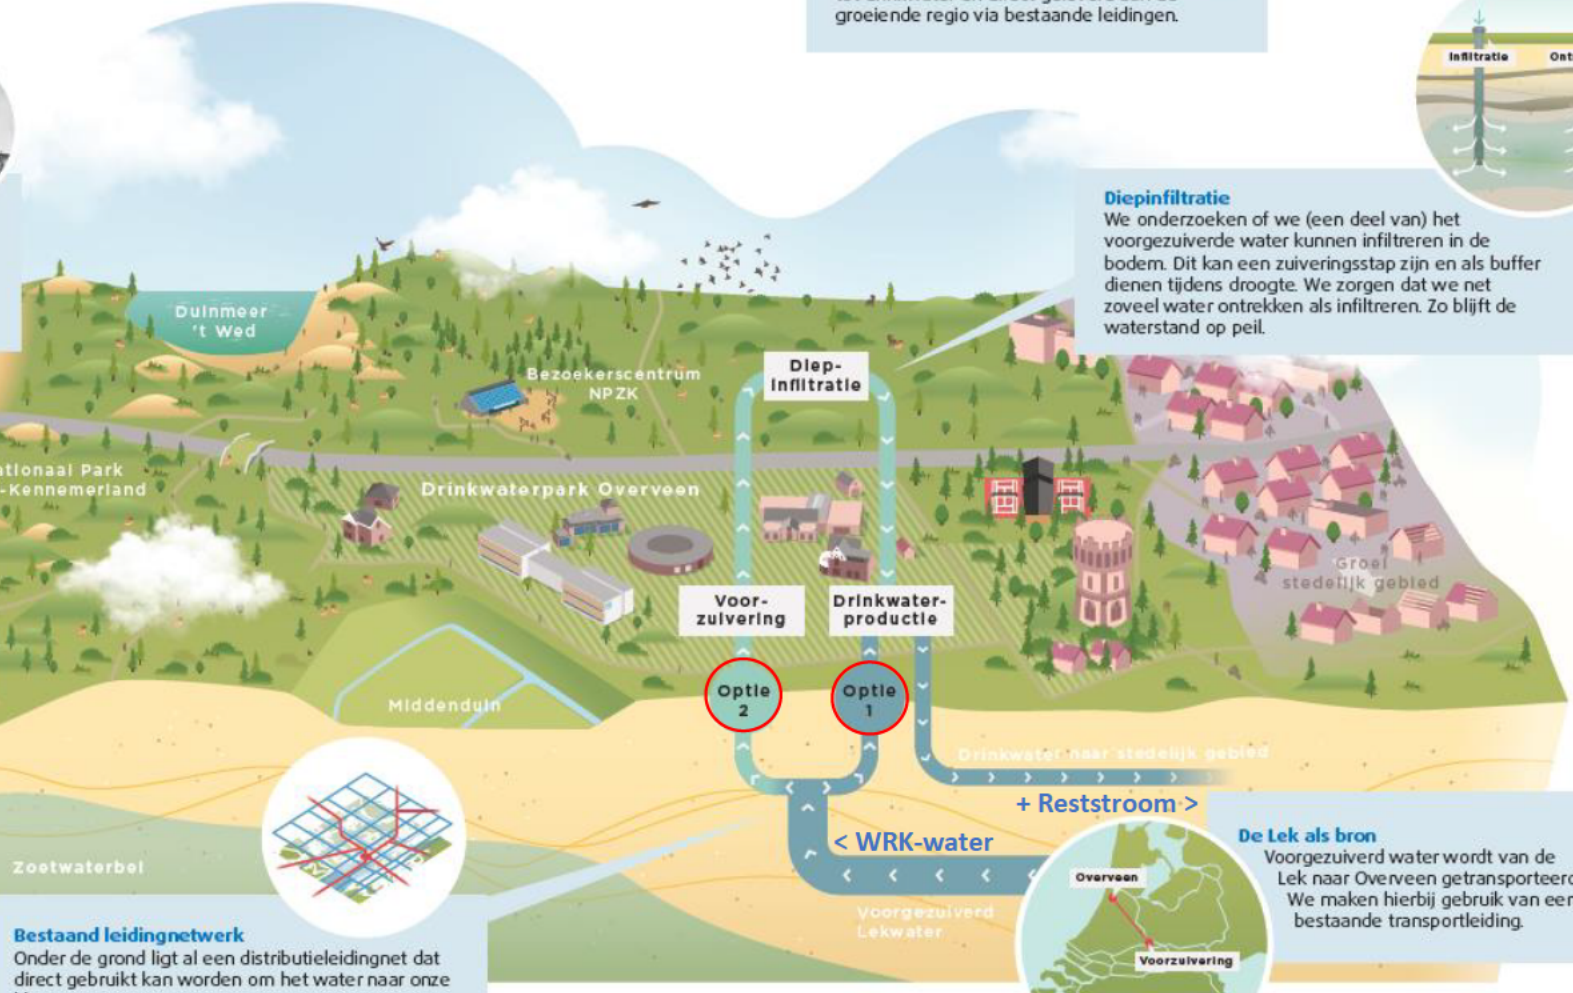 groeiende regio via bestaande leidingen.
Infiltratie
Diepinfiltratie
We onderzoeken of we (een deel van) het
voorgezuiverde water kunnen infiltreren in de
bodem. Dit kan een zuiveringsstap zijn en als buffer
dienen tijdens droogte. We zorgen dat we net
zoveel water ontrekken als infiltreren. Zo blijft de
waterstand op peil.
Duinmeer
't Wed
Bezoekerscentrum
NPZK
Diep-
infiltratie
Park
-Kennemerland
Drinkwaterpark Overveen
Voor-
zuivering
Drinkwater-
productie
Groei
stedelijk gebied
Optie
2
Optie
1
Middenduin
Drinkwater naar stedelijk gebied
+ Reststroom >
< WRK-water
Zoetwaterbel
Voorgezuiverd
Lekwater
Overveen
Voorzuivering
De Lek als bron
Voorgezuiverd water wordt van de
Lek naar Overveen getransporteerd
We maken hierbij gebruik van een
bestaande transportleiding.
Bestaand leidingnetwerk
Onder de grond ligt al een distributieleidingnet dat
direct gebruikt kan worden om het water naar onze